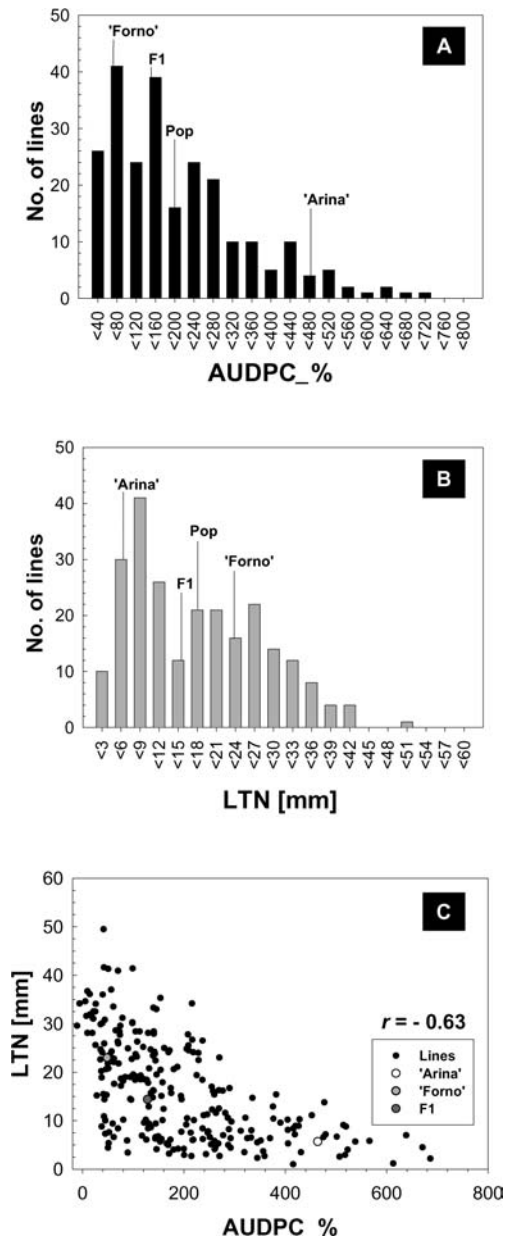 A
50
40
30
20
10
0
No. of lines
'Forno'
F1
Pop
'Arina'
<40 <80 <120 <160 <200 <240 <280 <320 <360 <400 <440 <480 <520 <560 <600 <640 <680 <720 <760 <800
AUDPC_%
B
50
40
30
20
10
0
No. of lines
'Arina'
F1
Pop
'Forno'
<3 <6 <9 <12 <15 <18 <21 <24 <27 <30 <33 <36 <39 <42 <45 <48 <51 <54 <57 <60
LTN [mm]
C
60
50
40
30
20
10
0
LTN [mm]
r = - 0.63
Lines
'Arina'
'Forno'
F1
0 200 400 600 800
AUDPC_%